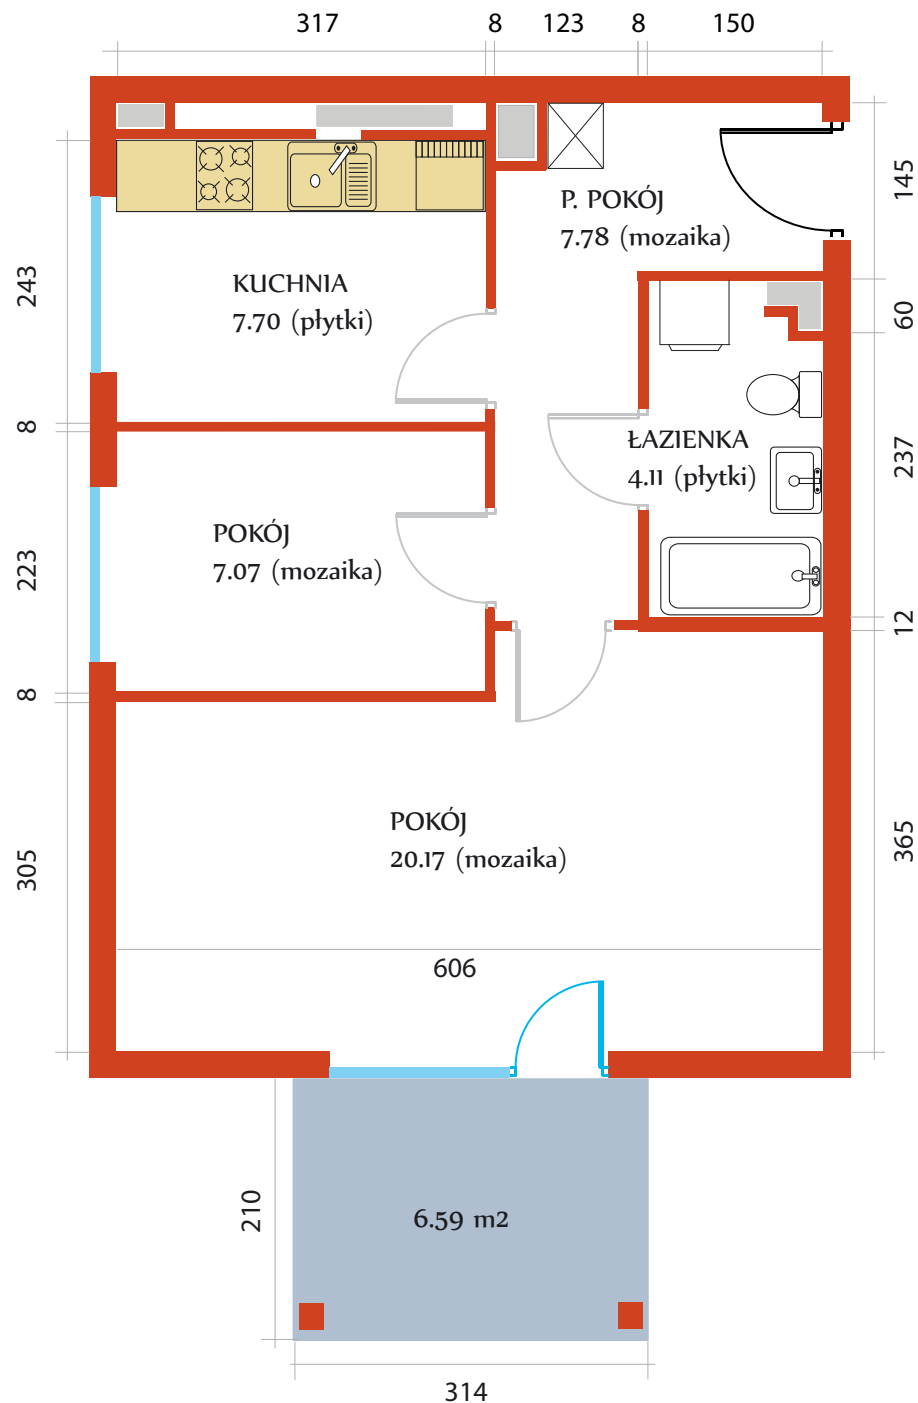 317 8 123 8 150
145
P. POKÓJ
7.78 (mozaika)
KUCHNIA
7.70 (płytki)
243
60
8
ŁAZIENKA
4.11 (płytki)
237
POKÓJ
7.07 (mozaika)
223
12
8
POKÓJ
20.17 (mozaika)
305
365
606
210
6.59 m2
314